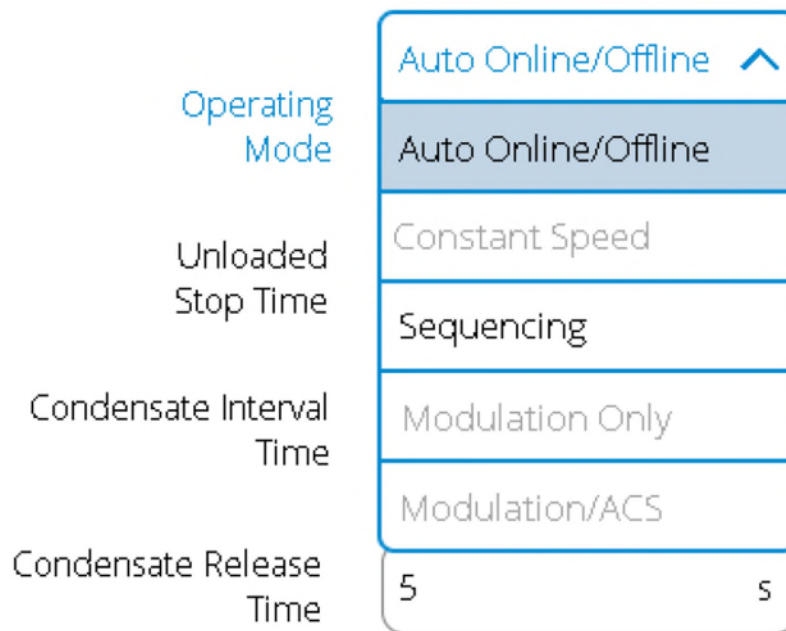 Auto Online/Offline
Operating
Mode
Auto Online/Offline
Constant Speed
Unloaded
Stop Time
Sequencing
Condensate Interval
Time
Modulation Only
Modulation/ACS
Condensate Release
Time
5 s